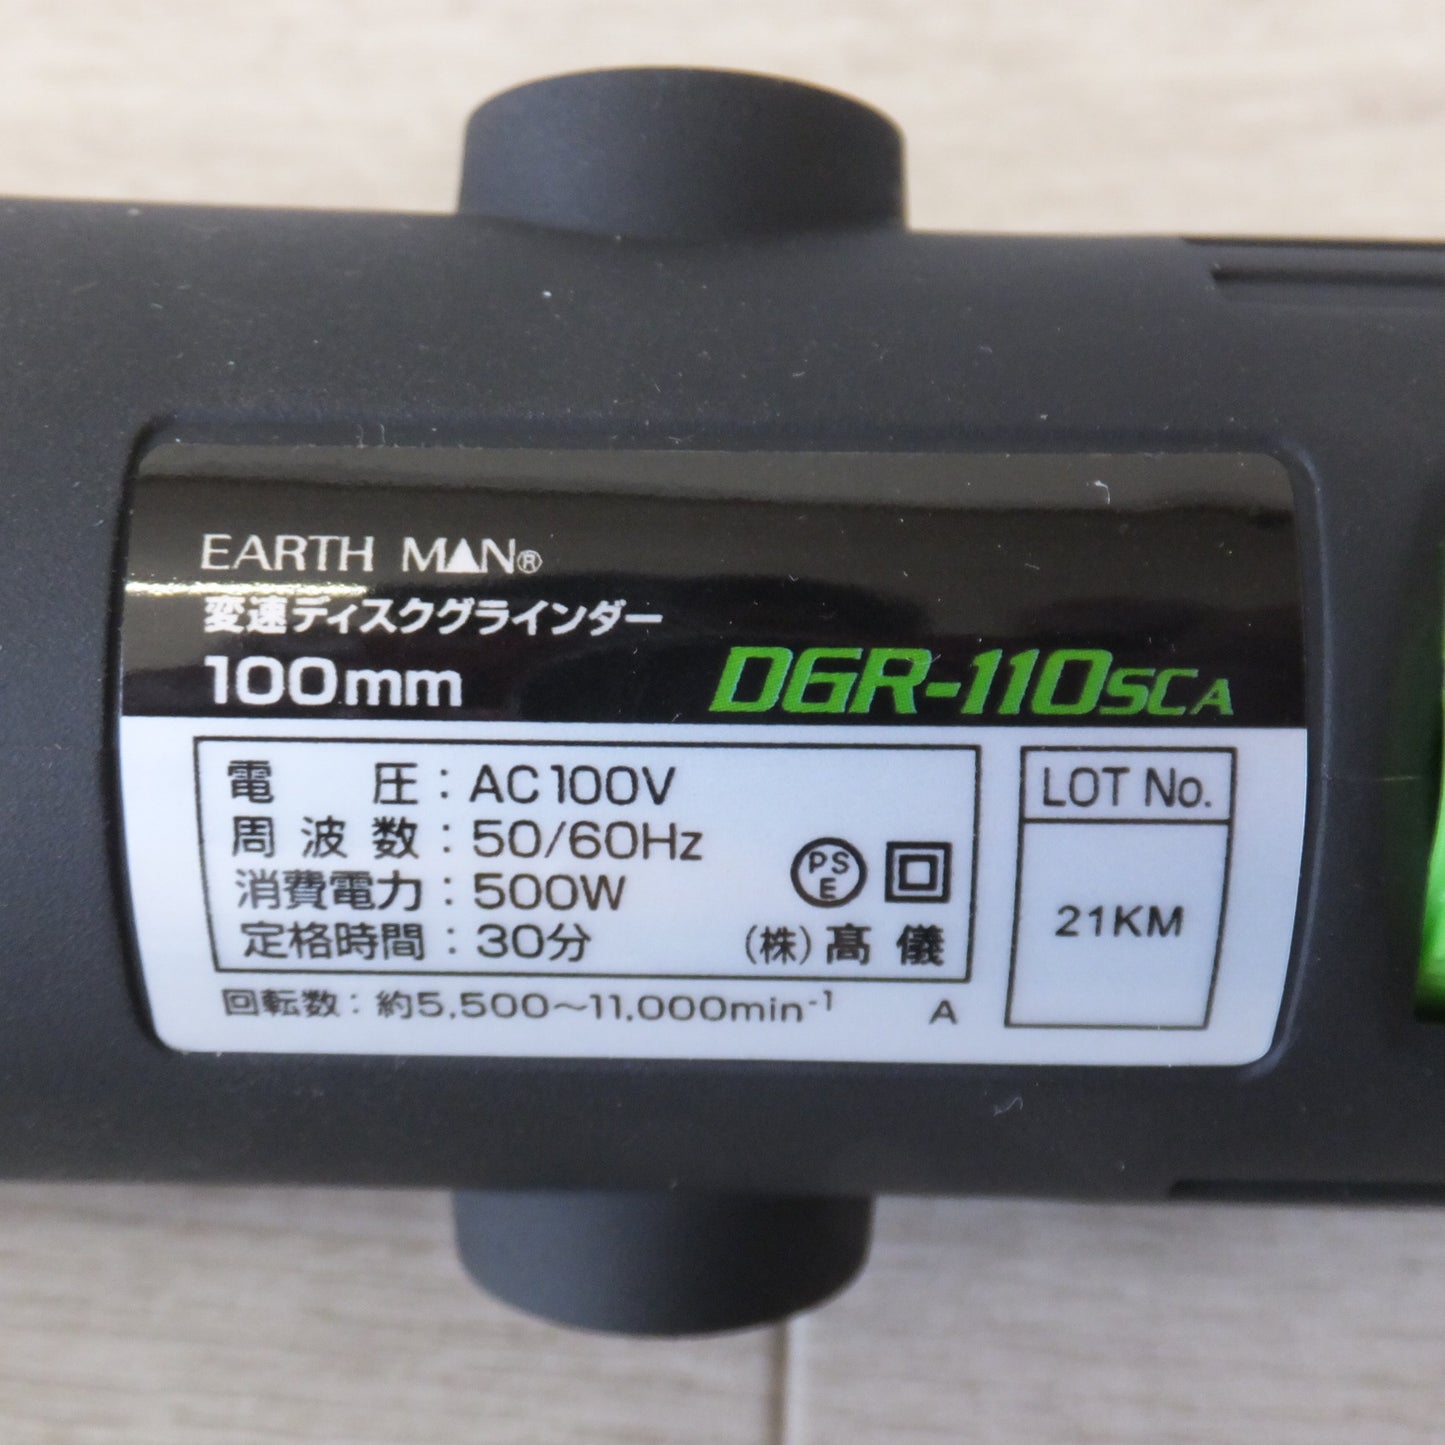 EARTH MAN®
変速ディスクグラインダー
100mm
DGR-110SCA
電圧：AC100V
周波数：50/60Hz
消費電力：500W
定格時間：30分
PSE
(株)髙儀
回転数：約5,500～11,000min-1
A
LOT No.
21KM